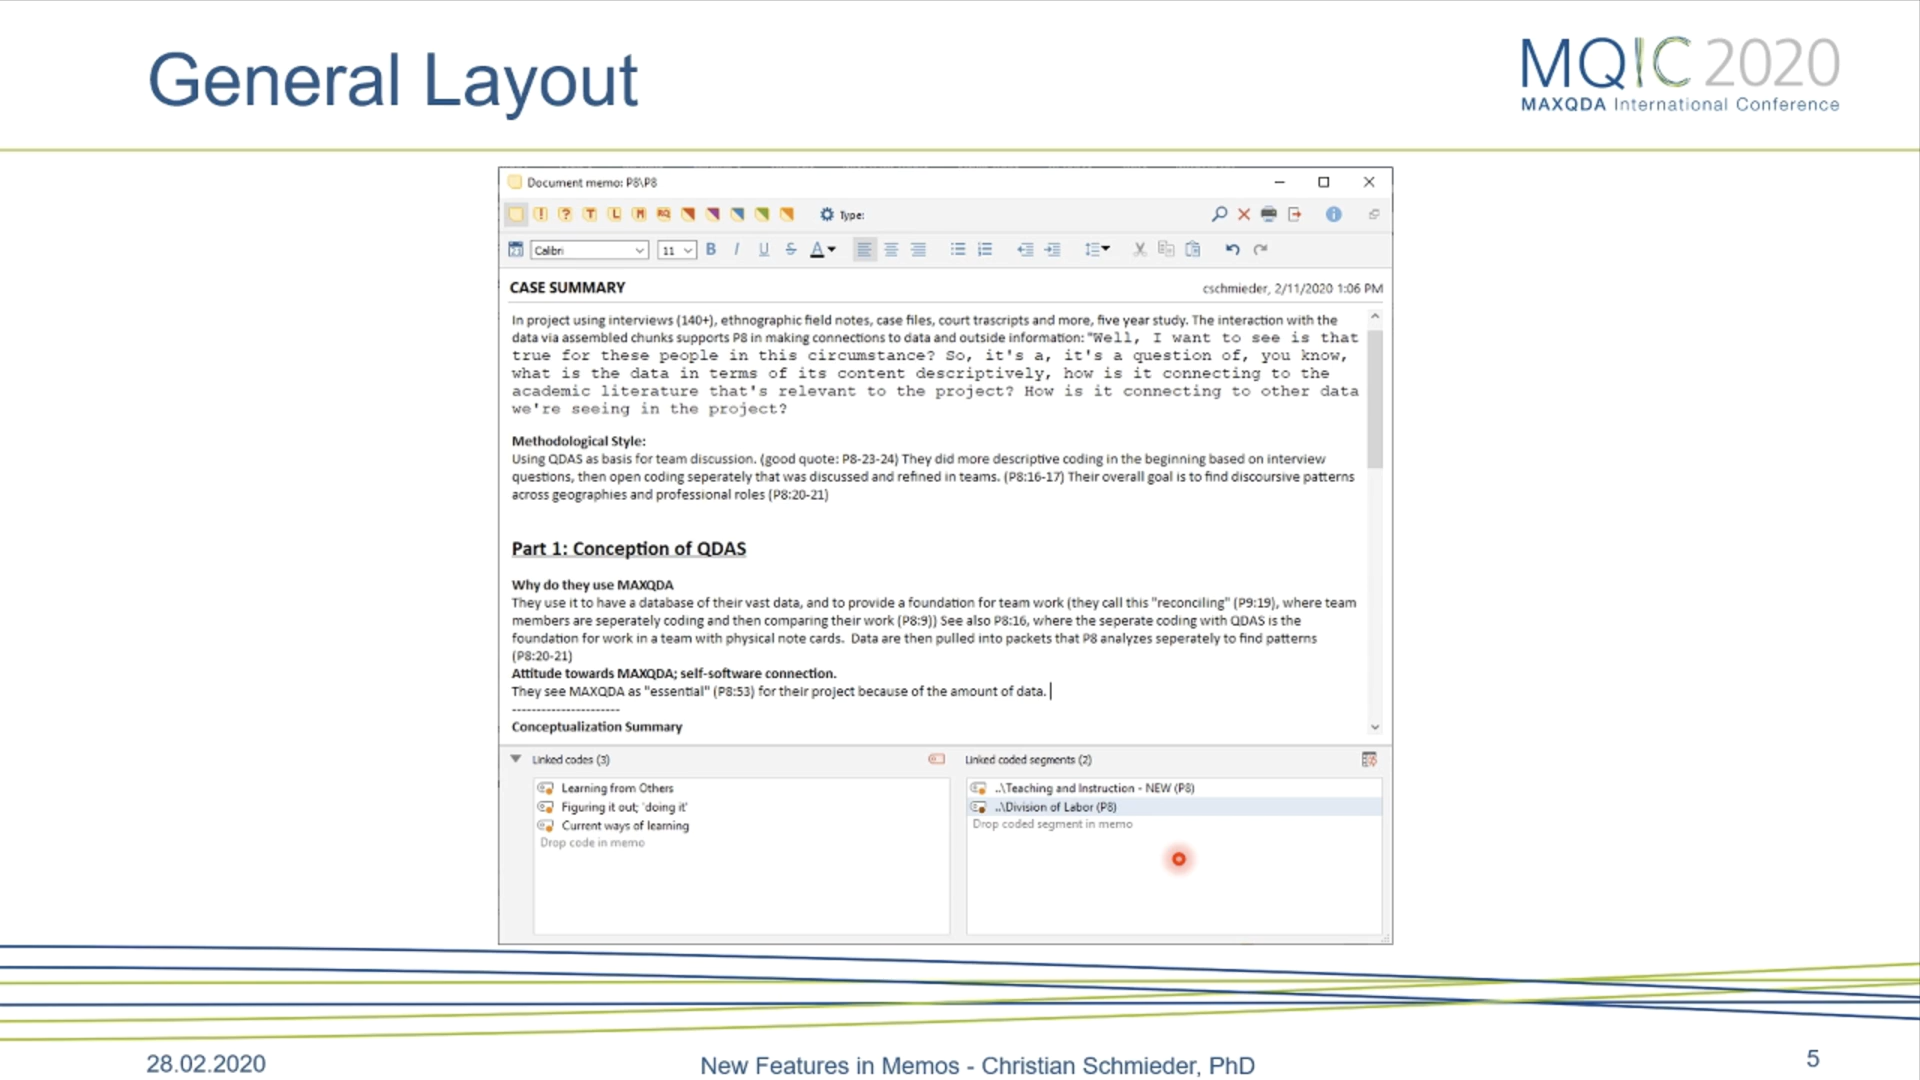 General Layout
MQIC 2020
MAXQDA International Conference
Document memo: P8\P8
! ? T L M RQ Type:
Calibri 11 B I U S A
CASE SUMMARY
cschmieder, 2/11/2020 1:06 PM
In project using interviews (140+), ethnographic field notes, case files, court trascripts and more, five year study. The interaction with the
data via assembled chunks supports P8 in making connections to data and outside information: "Well, I want to see is that
true for these people in this circumstance? So, it's a, it's a question of, you know,
what is the data in terms of its content descriptively, how is it connecting to the
academic literature that's relevant to the project? How is it connecting to other data
we're seeing in the project?
Methodological Style:
Using QDAS as basis for team discussion. (good quote: P8-23-24) They did more descriptive coding in the beginning based on interview
questions, then open coding seperately that was discussed and refined in teams. (P8:16-17) Their overall goal is to find discoursive patterns
across geographies and professional roles (P8:20-21)
Part 1: Conception of QDAS
Why do they use MAXQDA
They use it to have a database of their vast data, and to provide a foundation for team work (they call this "reconciling" (P9:19), where team
members are seperately coding and then comparing their work (P8:9)) See also P8:16, where the seperate coding with QDAS is the
foundation for work in a team with physical note cards. Data are then pulled into packets that P8 analyzes seperately to find patterns
(P8:20-21)
Attitude towards MAXQDA; self-software connection.
They see MAXQDA as "essential" (P8:53) for their project because of the amount of data.
----------------------
Conceptualization Summary
Linked codes (3)
Learning from Others
Figuring it out; 'doing it'
Current ways of learning
Drop code in memo
Linked coded segments (2)
..\Teaching and Instruction - NEW (P8)
..\Division of Labor (P8)
Drop coded segment in memo
28.02.2020
New Features in Memos - Christian Schmieder, PhD
5